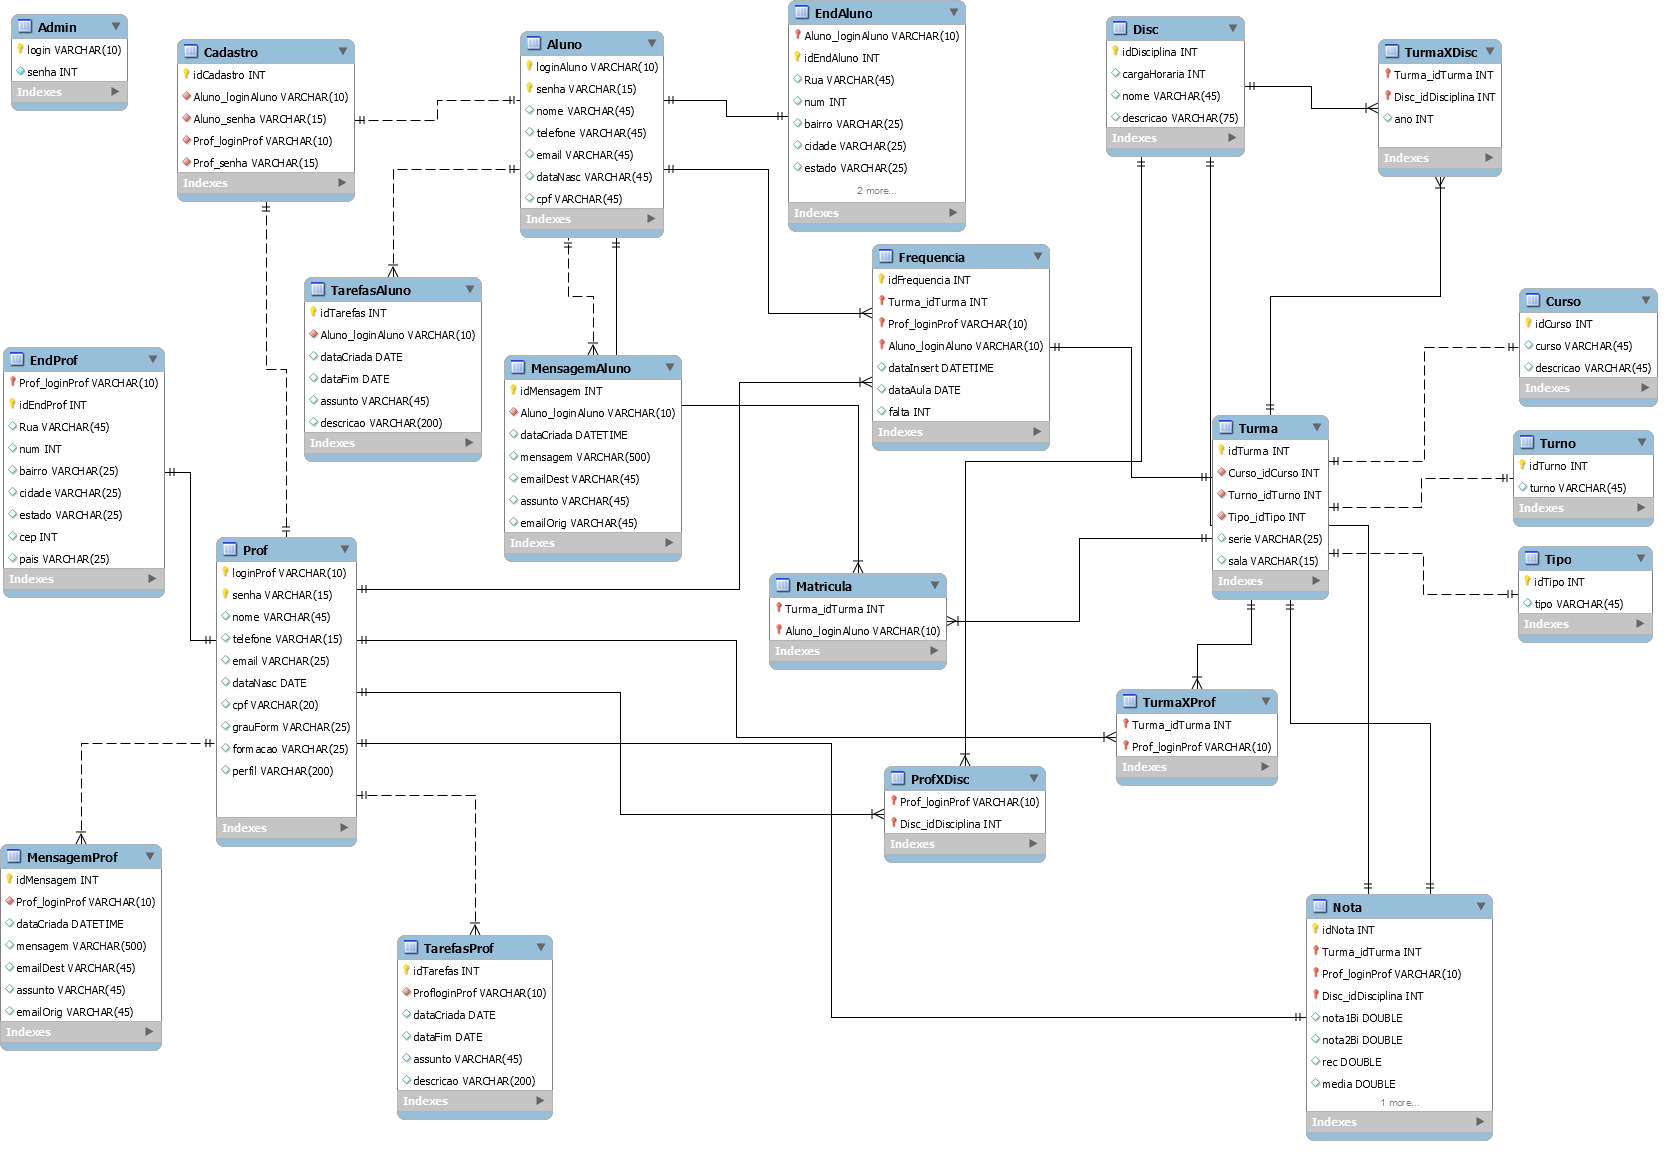 Admin
login VARCHAR(10)
senha INT
Indexes
Cadastro
idCadastro INT
Aluno_loginAluno VARCHAR(10)
Aluno_senha VARCHAR(15)
Prof_loginProf VARCHAR(10)
Prof_senha VARCHAR(15)
Indexes
Aluno
loginAluno VARCHAR(10)
senha VARCHAR(15)
nome VARCHAR(45)
telefone VARCHAR(45)
email VARCHAR(45)
dataNasc VARCHAR(45)
cpf VARCHAR(45)
Indexes
EndAluno
Aluno_loginAluno VARCHAR(10)
idEndAluno INT
Rua VARCHAR(45)
num INT
bairro VARCHAR(25)
cidade VARCHAR(25)
estado VARCHAR(25)
2 more...
Indexes
Disc
idDisciplina INT
cargaHoraria INT
nome VARCHAR(45)
descricao VARCHAR(75)
Indexes
TurmaXDisc
Turma_idTurma INT
Disc_idDisciplina INT
ano INT
Indexes
TarefasAluno
idTarefas INT
Aluno_loginAluno VARCHAR(10)
dataCriada DATE
dataFim DATE
assunto VARCHAR(45)
descricao VARCHAR(200)
Indexes
Frequencia
idFrequencia INT
Turma_idTurma INT
Prof_loginProf VARCHAR(10)
Aluno_loginAluno VARCHAR(10)
dataInsert DATETIME
dataAula DATE
falta INT
Indexes
Curso
idCurso INT
curso VARCHAR(45)
descricao VARCHAR(45)
Indexes
EndProf
Prof_loginProf VARCHAR(10)
idEndProf INT
Rua VARCHAR(45)
num INT
bairro VARCHAR(25)
cidade VARCHAR(25)
estado VARCHAR(25)
cep INT
pais VARCHAR(25)
Indexes
MensagemAluno
idMensagem INT
Aluno_loginAluno VARCHAR(10)
dataCriada DATETIME
mensagem VARCHAR(500)
emailDest VARCHAR(45)
assunto VARCHAR(45)
emailOrig VARCHAR(45)
Indexes
Turma
idTurma INT
Curso_idCurso INT
Turno_idTurno INT
Tipo_idTipo INT
serie VARCHAR(25)
sala VARCHAR(15)
Indexes
Turno
idTurno INT
turno VARCHAR(45)
Indexes
Prof
loginProf VARCHAR(10)
senha VARCHAR(15)
nome VARCHAR(45)
telefone VARCHAR(15)
email VARCHAR(25)
dataNasc DATE
cpf VARCHAR(20)
grauForm VARCHAR(25)
formacao VARCHAR(25)
perfil VARCHAR(200)
Indexes
Matricula
Turma_idTurma INT
Aluno_loginAluno VARCHAR(10)
Indexes
Tipo
idTipo INT
tipo VARCHAR(45)
Indexes
TurmaXProf
Turma_idTurma INT
Prof_loginProf VARCHAR(10)
Indexes
ProfXDisc
Prof_loginProf VARCHAR(10)
Disc_idDisciplina INT
Indexes
MensagemProf
idMensagem INT
Prof_loginProf VARCHAR(10)
dataCriada DATETIME
mensagem VARCHAR(500)
emailDest VARCHAR(45)
assunto VARCHAR(45)
emailOrig VARCHAR(45)
Indexes
TarefasProf
idTarefas INT
ProfloginProf VARCHAR(10)
dataCriada DATE
dataFim DATE
assunto VARCHAR(45)
descricao VARCHAR(200)
Indexes
Nota
idNota INT
Turma_idTurma INT
Prof_loginProf VARCHAR(10)
Disc_idDisciplina INT
nota1Bi DOUBLE
nota2Bi DOUBLE
rec DOUBLE
media DOUBLE
1 more...
Indexes